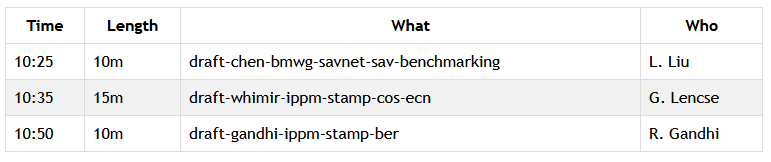 Time Length What Who
10:25 10m draft-chen-bmwg-savnet-sav-benchmarking L. Liu
10:35 15m draft-whimir-ippm-stamp-cos-ecn G. Lencse
10:50 10m draft-gandhi-ippm-stamp-ber R. Gandhi